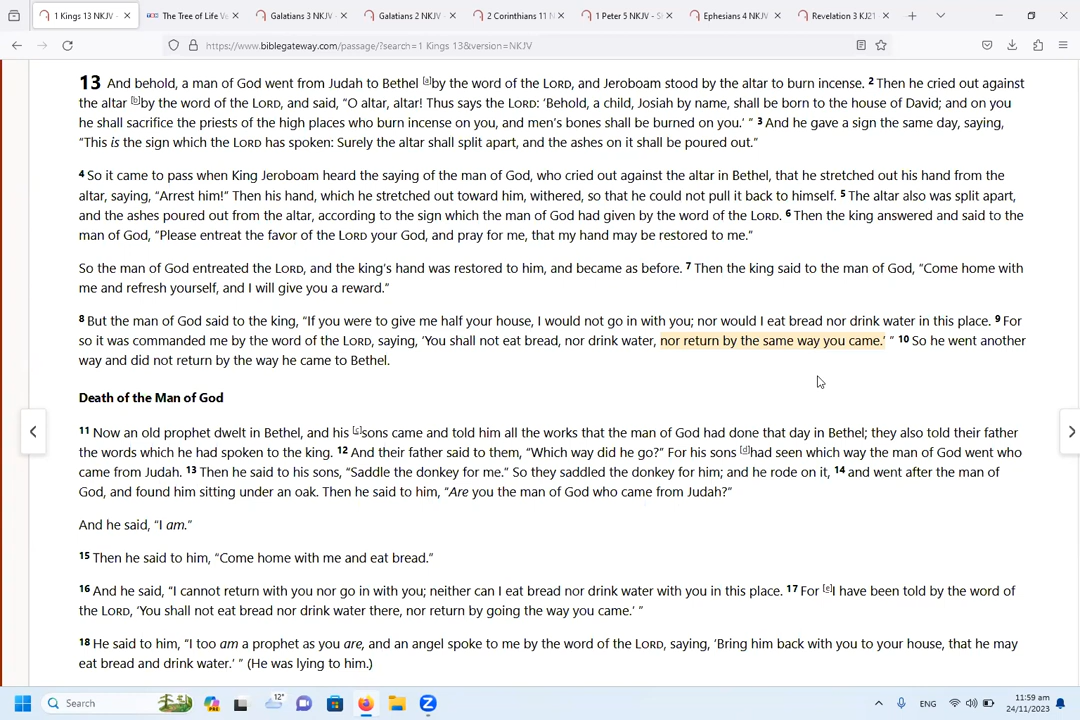 1 Kings 13 NKJV - ×
The Tree of Life V ×
Galatians 3 NKJV - ×
Galatians 2 NKJV - ×
2 Corinthians 11 N ×
1 Peter 5 NKJV - ×
Ephesians 4 NKJV - ×
Revelation 3 KJ21 ×
https://www.biblegateway.com/passage/?search=1 Kings 13&version=NKJV
13 And behold, a man of God went from Judah to Bethel [a]by the word of the LORD, and Jeroboam stood by the altar to burn incense. 2 Then he cried out against
the altar [b]by the word of the LORD, and said, “O altar, altar! Thus says the LORD: ‘Behold, a child, Josiah by name, shall be born to the house of David; and on you
he shall sacrifice the priests of the high places who burn incense on you, and men’s bones shall be burned on you.’ ” 3 And he gave a sign the same day, saying,
“This is the sign which the LORD has spoken: Surely the altar shall split apart, and the ashes on it shall be poured out.”
4 So it came to pass when King Jeroboam heard the saying of the man of God, who cried out against the altar in Bethel, that he stretched out his hand from the
altar, saying, “Arrest him!” Then his hand, which he stretched out toward him, withered, so that he could not pull it back to himself. 5 The altar also was split apart,
and the ashes poured out from the altar, according to the sign which the man of God had given by the word of the LORD. 6 Then the king answered and said to the
man of God, “Please entreat the favor of the LORD your God, and pray for me, that my hand may be restored to me.”
So the man of God entreated the LORD, and the king’s hand was restored to him, and became as before. 7 Then the king said to the man of God, “Come home with
me and refresh yourself, and I will give you a reward.”
8 But the man of God said to the king, “If you were to give me half your house, I would not go in with you; nor would I eat bread nor drink water in this place. 9 For
so it was commanded me by the word of the LORD, saying, ‘You shall not eat bread, nor drink water, nor return by the same way you came.’ ” 10 So he went another
way and did not return by the way he came to Bethel.
Death of the Man of God
11 Now an old prophet dwelt in Bethel, and his [c]sons came and told him all the works that the man of God had done that day in Bethel; they also told their father
the words which he had spoken to the king. 12 And their father said to them, “Which way did he go?” For his sons [d]had seen which way the man of God went who
came from Judah. 13 Then he said to his sons, “Saddle the donkey for me.” So they saddled the donkey for him; and he rode on it, 14 and went after the man of
God, and found him sitting under an oak. Then he said to him, “Are you the man of God who came from Judah?”
And he said, “I am.”
15 Then he said to him, “Come home with me and eat bread.”
16 And he said, “I cannot return with you nor go in with you; neither can I eat bread nor drink water with you in this place. 17 For [e]I have been told by the word of
the LORD, ‘You shall not eat bread nor drink water there, nor return by going the way you came.’ ”
18 He said to him, “I too am a prophet as you are, and an angel spoke to me by the word of the LORD, saying, ‘Bring him back with you to your house, that he may
eat bread and drink water.’ ” (He was lying to him.)
Search
12°
ENG
11:59 am
24/11/2023